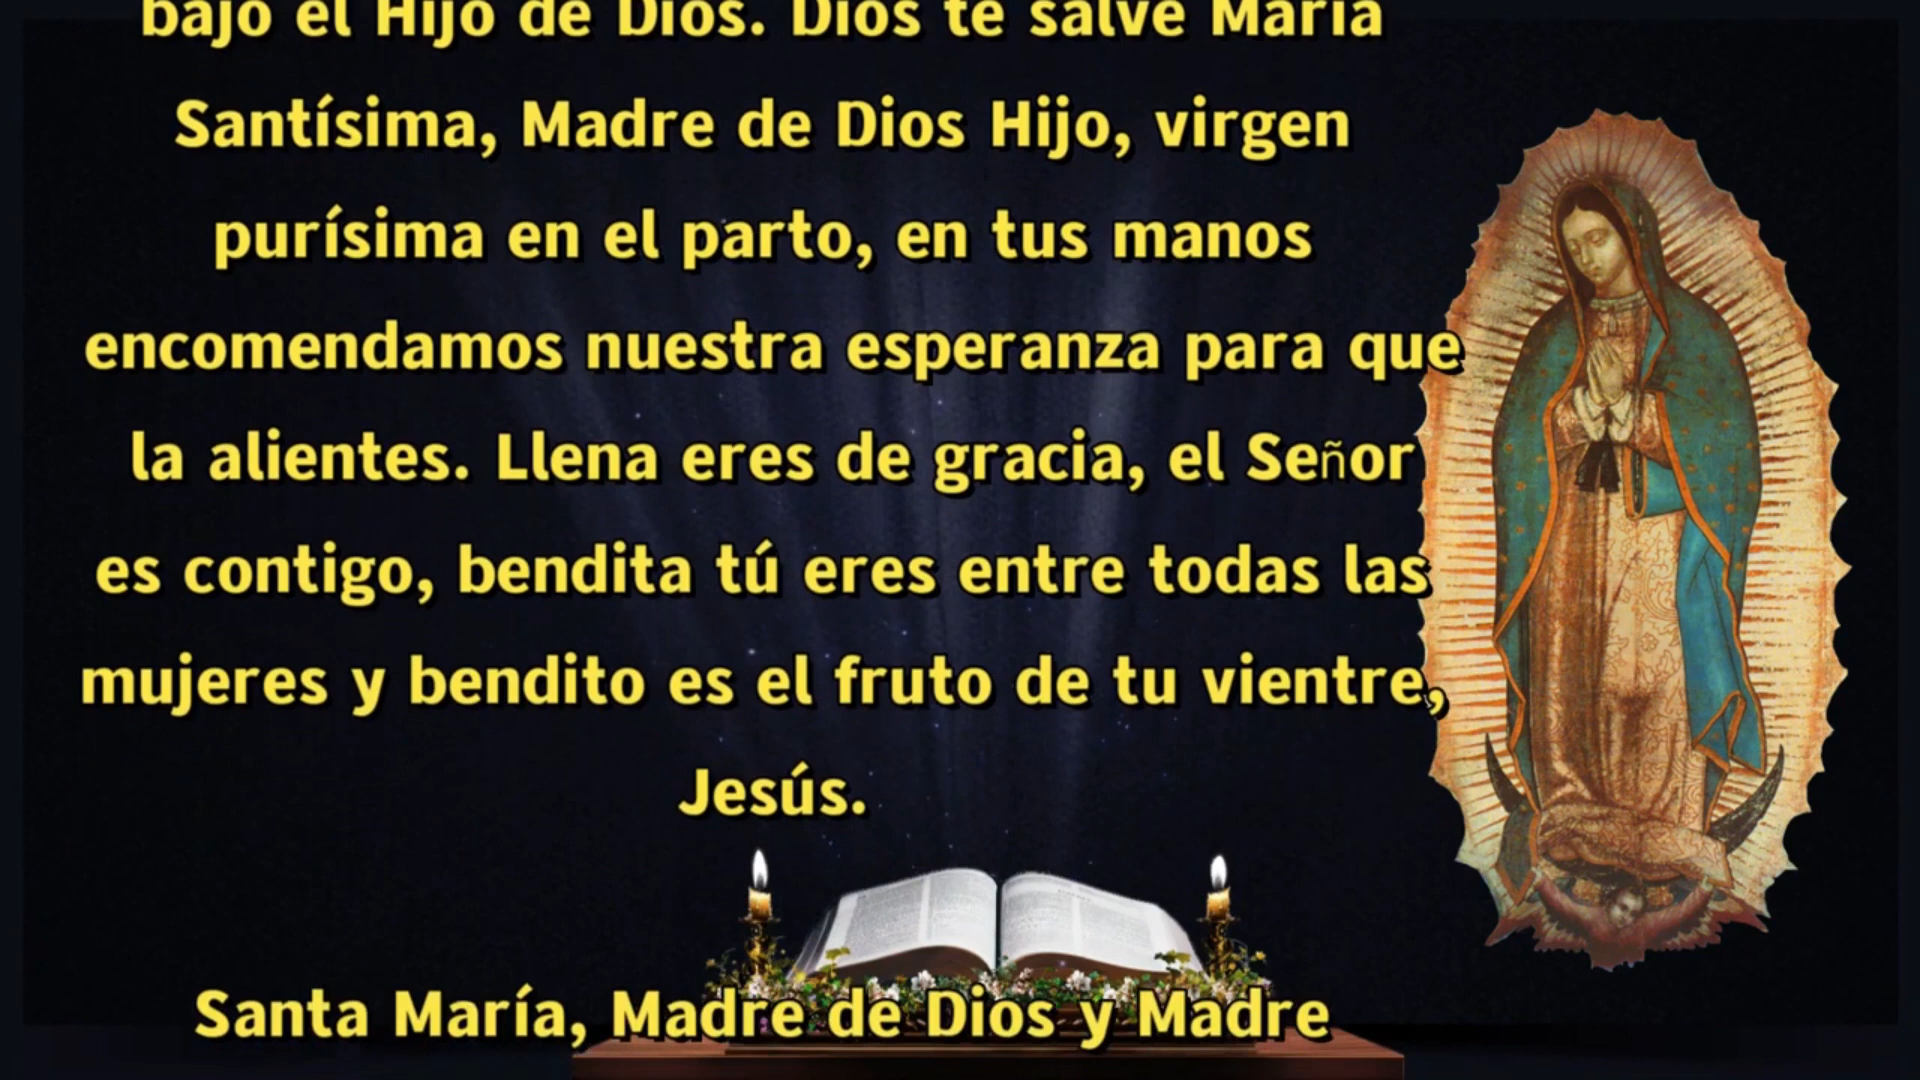 bajo el Hijo de Dios. Dios te salve María
Santísima, Madre de Dios Hijo, virgen
purísima en el parto, en tus manos
encomendamos nuestra esperanza para que
la alientes. Llena eres de gracia, el Señor
es contigo, bendita tú eres entre todas las
mujeres y bendito es el fruto de tu vientre,
Jesús.
Santa María, Madre de Dios y Madre